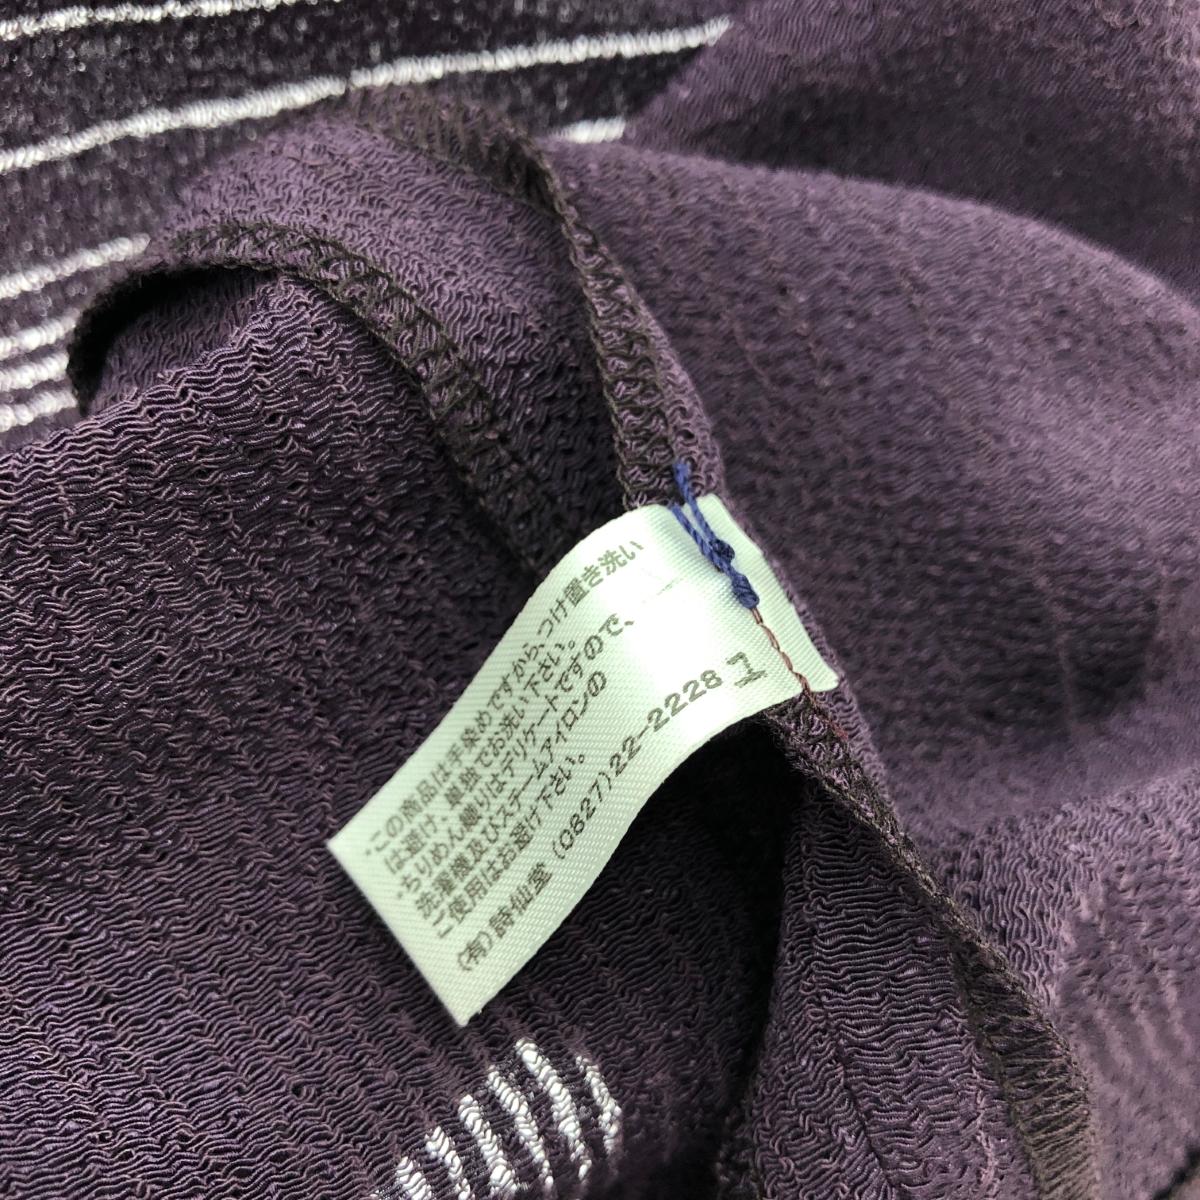 ・この商品は手染めですから、つけ置き洗い
は避け、単独でお洗い下さい。
・ちりめん織りはデリケートですので、
洗濯機及びスチームアイロンの
ご使用はお避け下さい。
(有)詩仙堂 (0827)22-2228